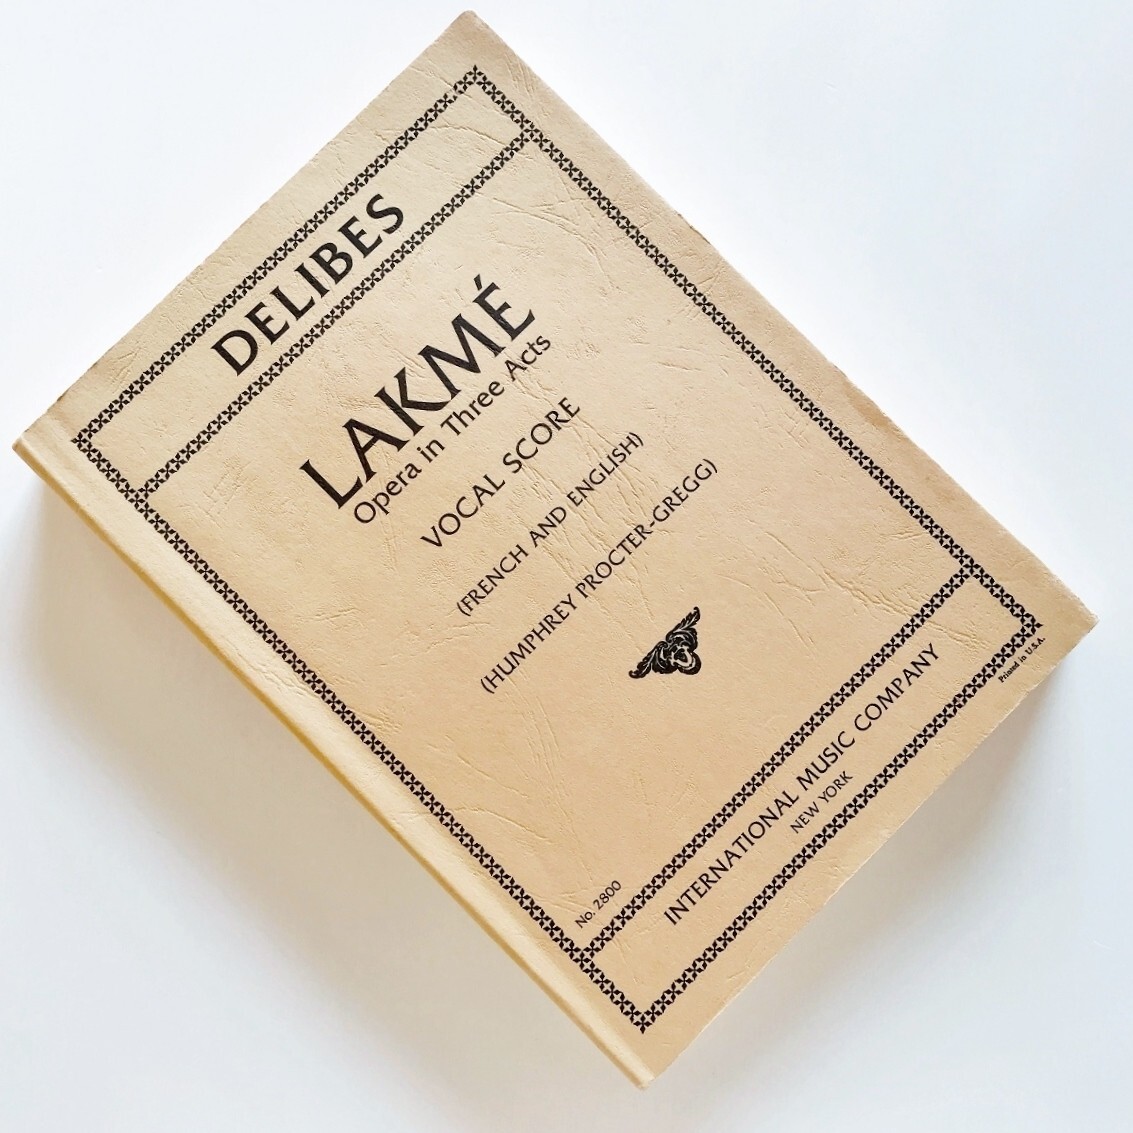 DELIBES
LAKMÉ
Opera in Three Acts
VOCAL SCORE
(FRENCH AND ENGLISH)
(HUMPHREY PROCTER-GREGG)
No. 2800
INTERNATIONAL MUSIC COMPANY
NEW YORK
Printed in U.S.A.